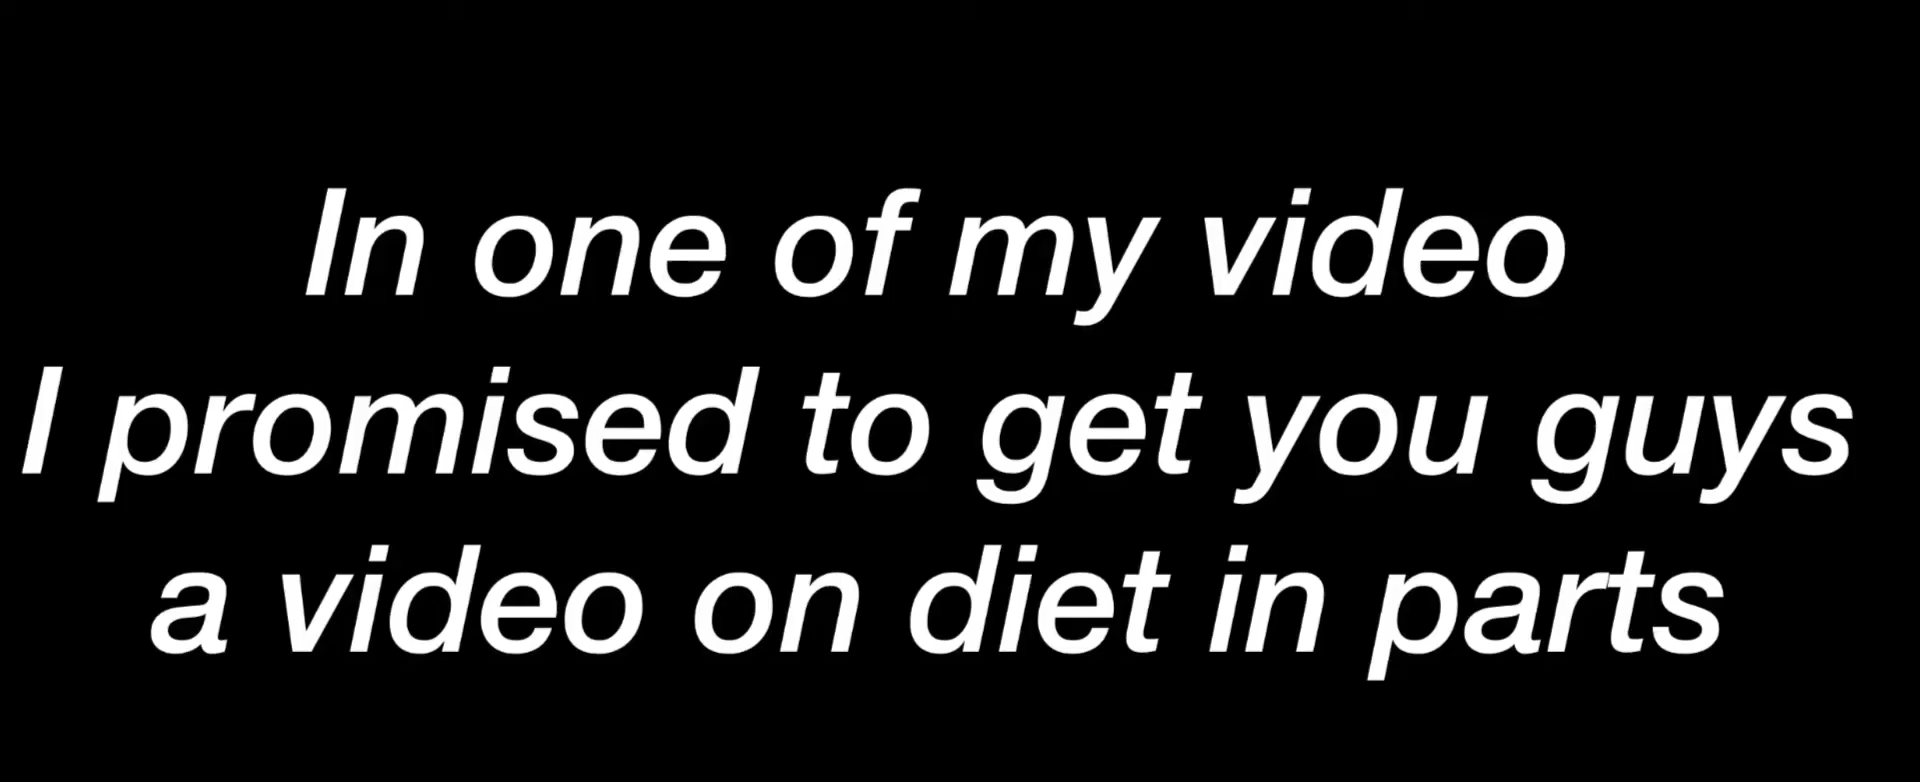 In one of my video
I promised to get you guys
a video on diet in parts